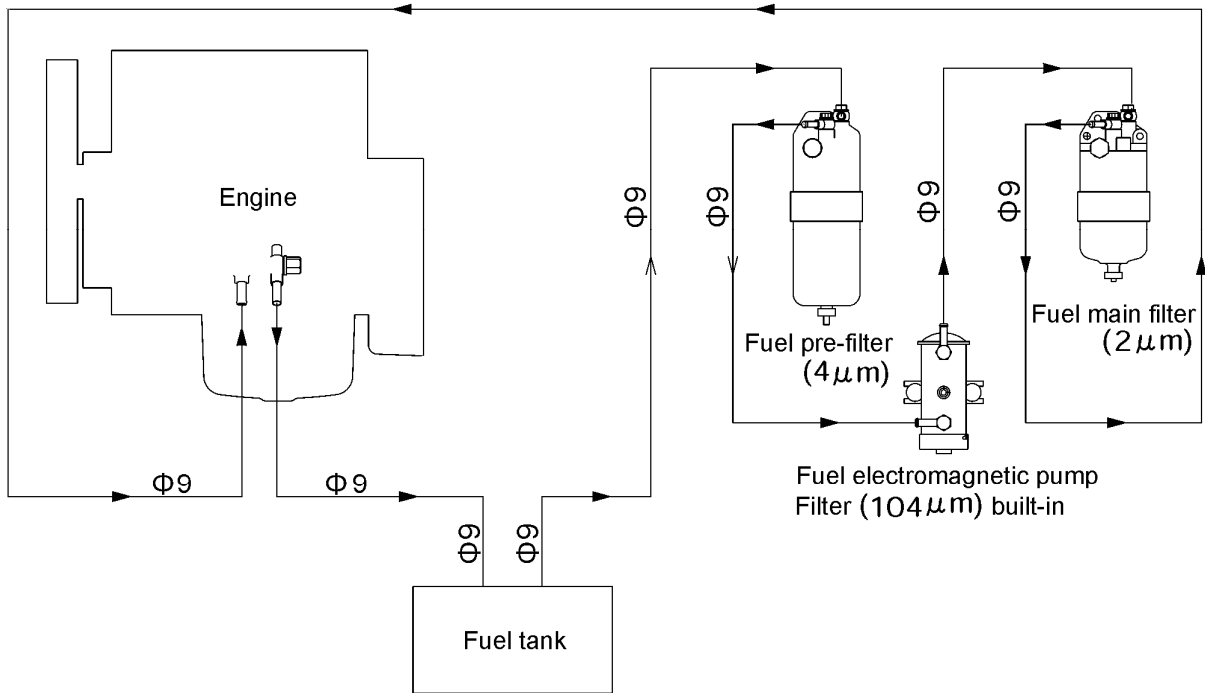 Engine
Φ9
Φ9
Φ9
Φ9
Fuel pre-filter
(4μm)
Fuel main filter
(2μm)
Φ9
Φ9
Fuel electromagnetic pump
Filter (104μm) built-in
Φ9
Φ9
Fuel tank